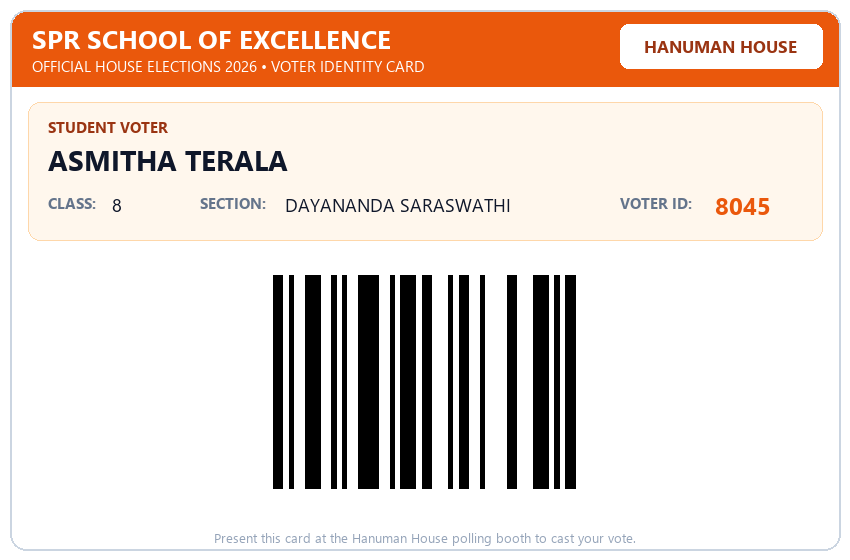 SPR SCHOOL OF EXCELLENCE
OFFICIAL HOUSE ELECTIONS 2026 • VOTER IDENTITY CARD
HANUMAN HOUSE
STUDENT VOTER
ASMITHA TERALA
CLASS: 8 SECTION: DAYANANDA SARASWATHI VOTER ID: 8045
Present this card at the Hanuman House polling booth to cast your vote.